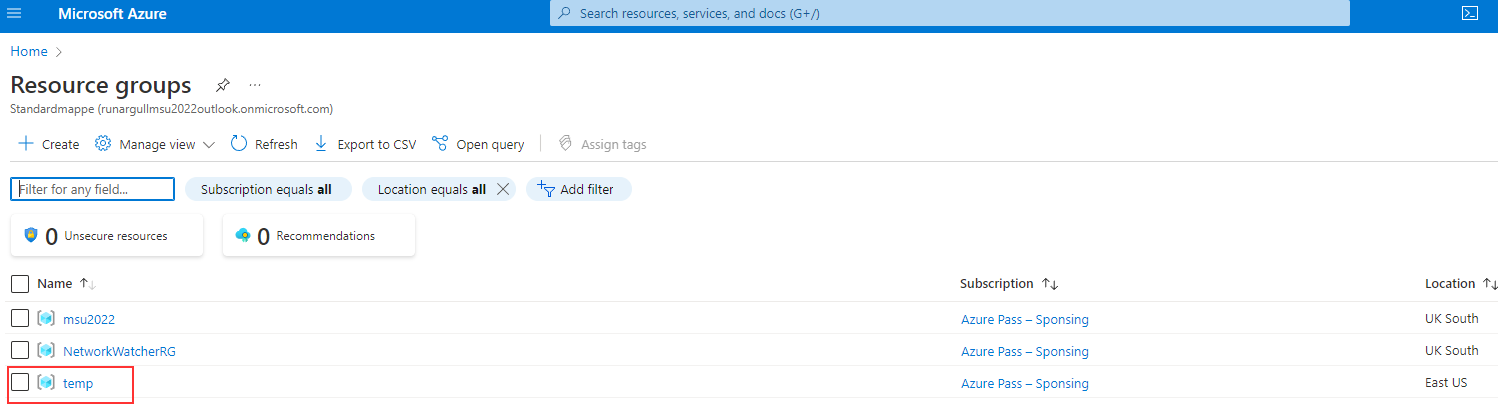 Microsoft Azure
Search resources, services, and docs (G+/)
Home
Resource groups
Standardmappe (runargullmsu2022outlook.onmicrosoft.com)
Create Manage view Refresh Export to CSV Open query Assign tags
Filter for any field... Subscription equals all Location equals all Add filter
0 Unsecure resources 0 Recommendations
Name Subscription Location
msu2022 Azure Pass – Sponsing UK South
NetworkWatcherRG Azure Pass – Sponsing UK South
temp Azure Pass – Sponsing East US